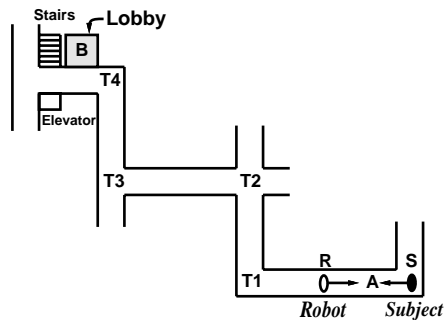 Stairs
Lobby
B
T4
Elevator
T3
T2
R
S
T1
A
Robot
Subject